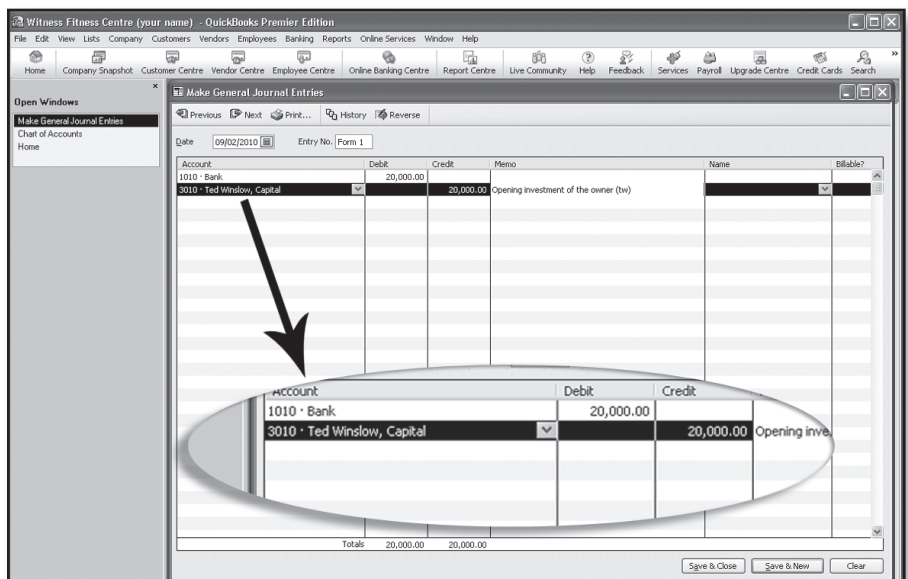 Witness Fitness Centre (your name) - QuickBooks Premier Edition
File Edit View Lists Company Customers Vendors Employees Banking Reports Online Services Window Help
Home Company Snapshot Customer Centre Vendor Centre Employee Centre Online Banking Centre Report Centre Live Community Help Feedback Services Payroll Upgrade Centre Credit Cards Search
Open Windows
Make General Journal Entries
Chart of Accounts
Home
Make General Journal Entries
Previous Next Print... History Reverse
Date 09/02/2010 Entry No. Form 1
Account Debit Credit Memo Name Billable?
1010 · Bank 20,000.00
3010 · Ted Winslow, Capital 20,000.00 Opening investment of the owner (tw)
Account Debit Credit
1010 · Bank 20,000.00
3010 · Ted Winslow, Capital 20,000.00 Opening inve
Totals 20,000.00 20,000.00
Save & Close Save & New Clear